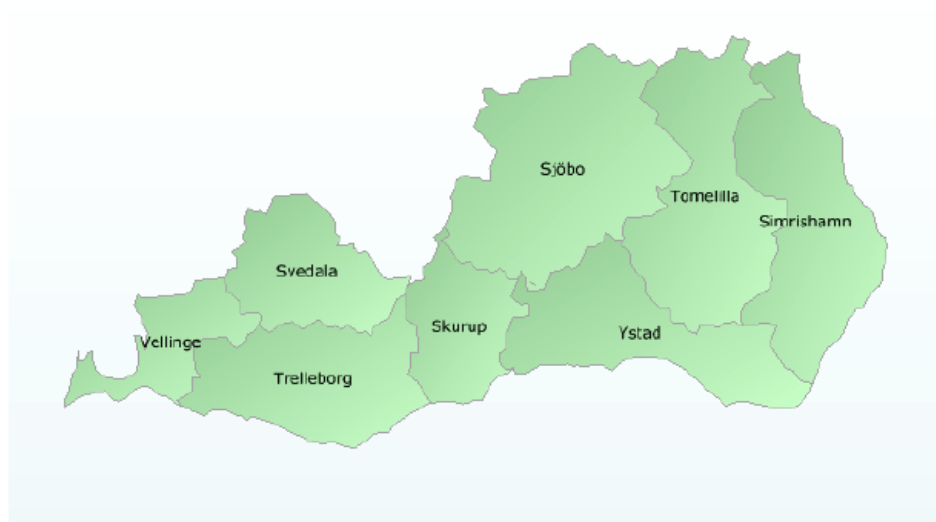 Sjöbo
Tomelilla
Simrishamn
Svedala
Skurup
Ystad
Vellinge
Trelleborg